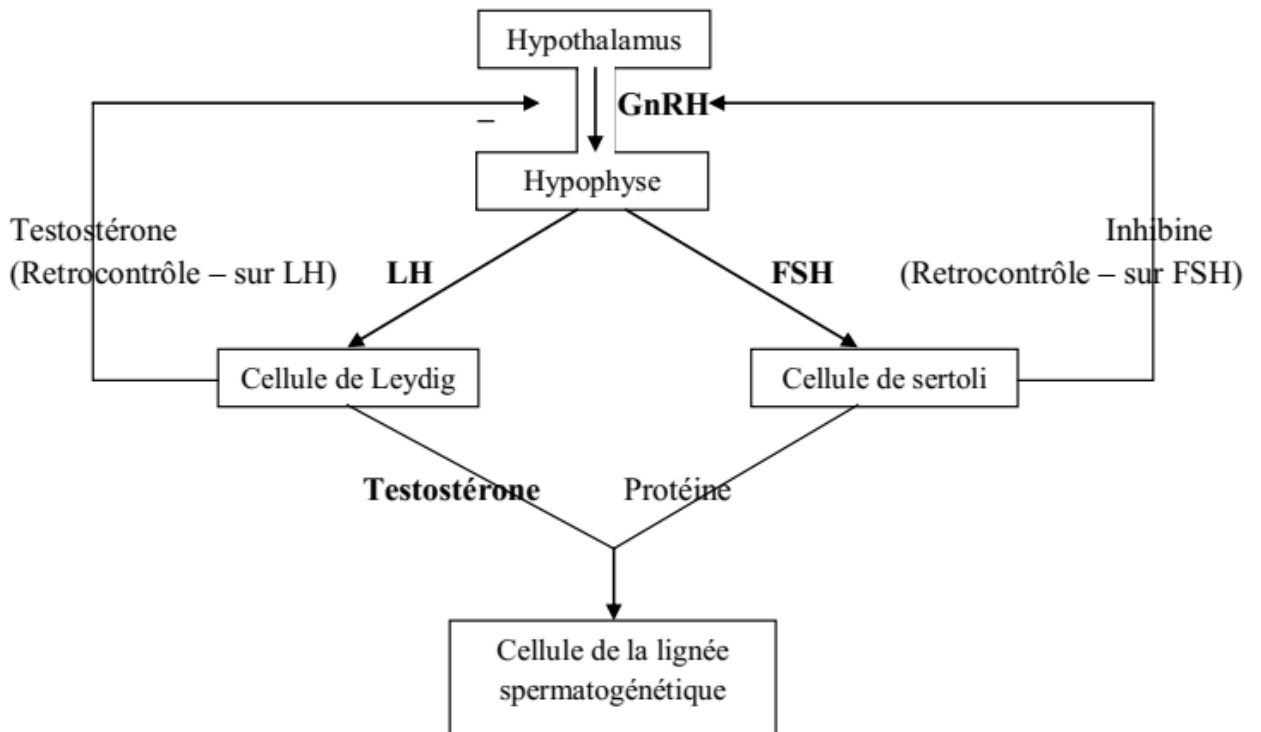 Hypothalamus
GnRH
–
Hypophyse
Testostérone
(Retrocontrôle – sur LH)
LH
FSH
Inhibine
(Retrocontrôle – sur FSH)
Cellule de Leydig
Cellule de sertoli
Testostérone
Protéine
Cellule de la lignée
spermatogénétique